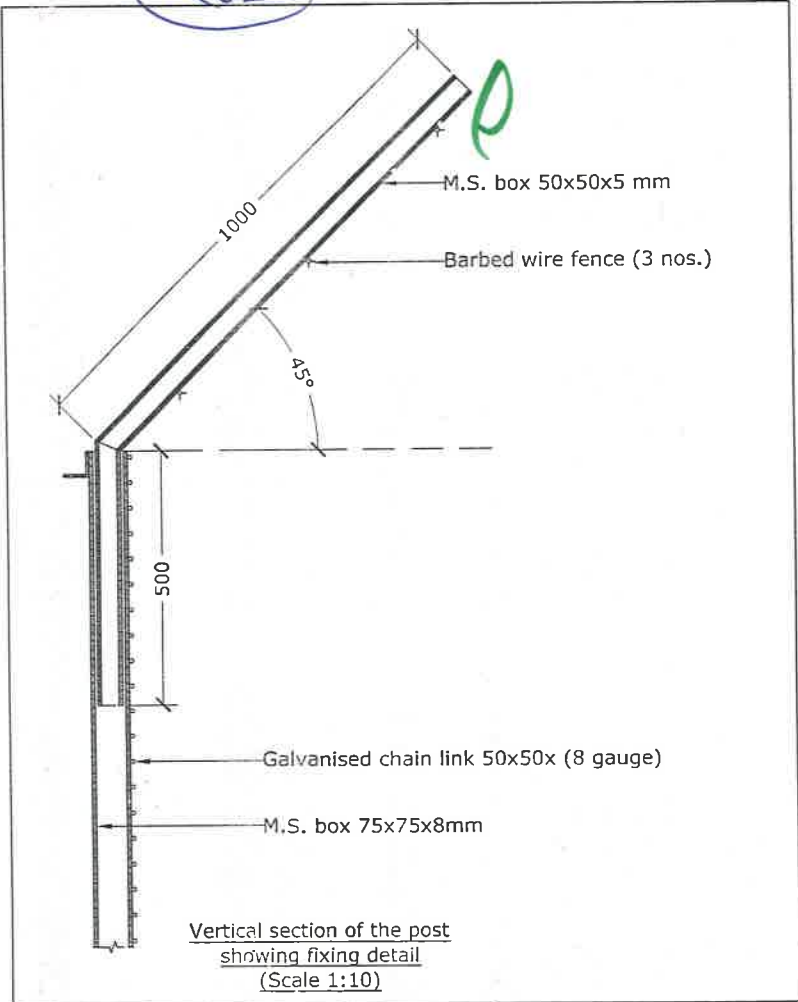 1000
M.S. box 50x50x5 mm
Barbed wire fence (3 nos.)
45°
500
Galvanised chain link 50x50x (8 gauge)
M.S. box 75x75x8mm
Vertical section of the post
showing fixing detail
(Scale 1:10)